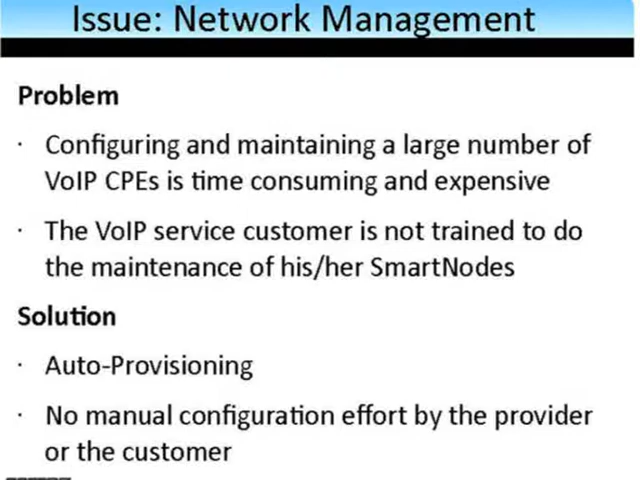 Issue: Network Management
Problem
· Configuring and maintaining a large number of
VoIP CPEs is time consuming and expensive
· The VoIP service customer is not trained to do
the maintenance of his/her SmartNodes
Solution
· Auto-Provisioning
· No manual configuration effort by the provider
or the customer